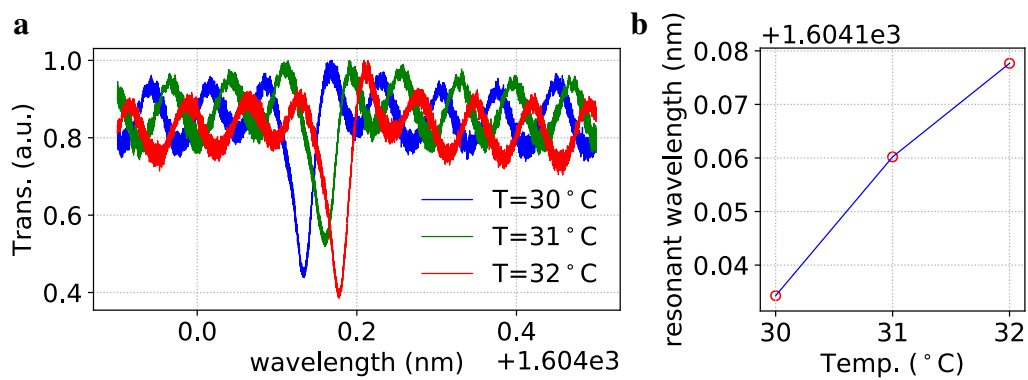 a
1.0
0.8
0.6
0.4
Trans. (a.u.)
T=30°C
T=31°C
T=32°C
0.0
0.2
0.4
wavelength (nm)
+1.604e3
b
+1.6041e3
0.08
0.07
0.06
0.05
0.04
resonant wavelength (nm)
30
31
32
Temp. (°C)